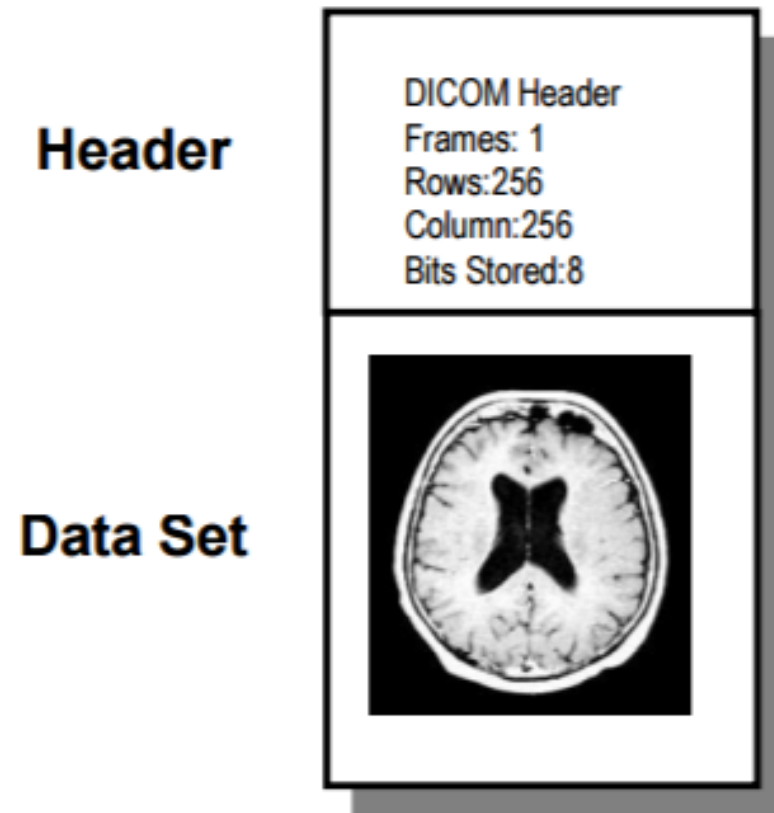 Header
DICOM Header
Frames: 1
Rows:256
Column:256
Bits Stored:8
Data Set